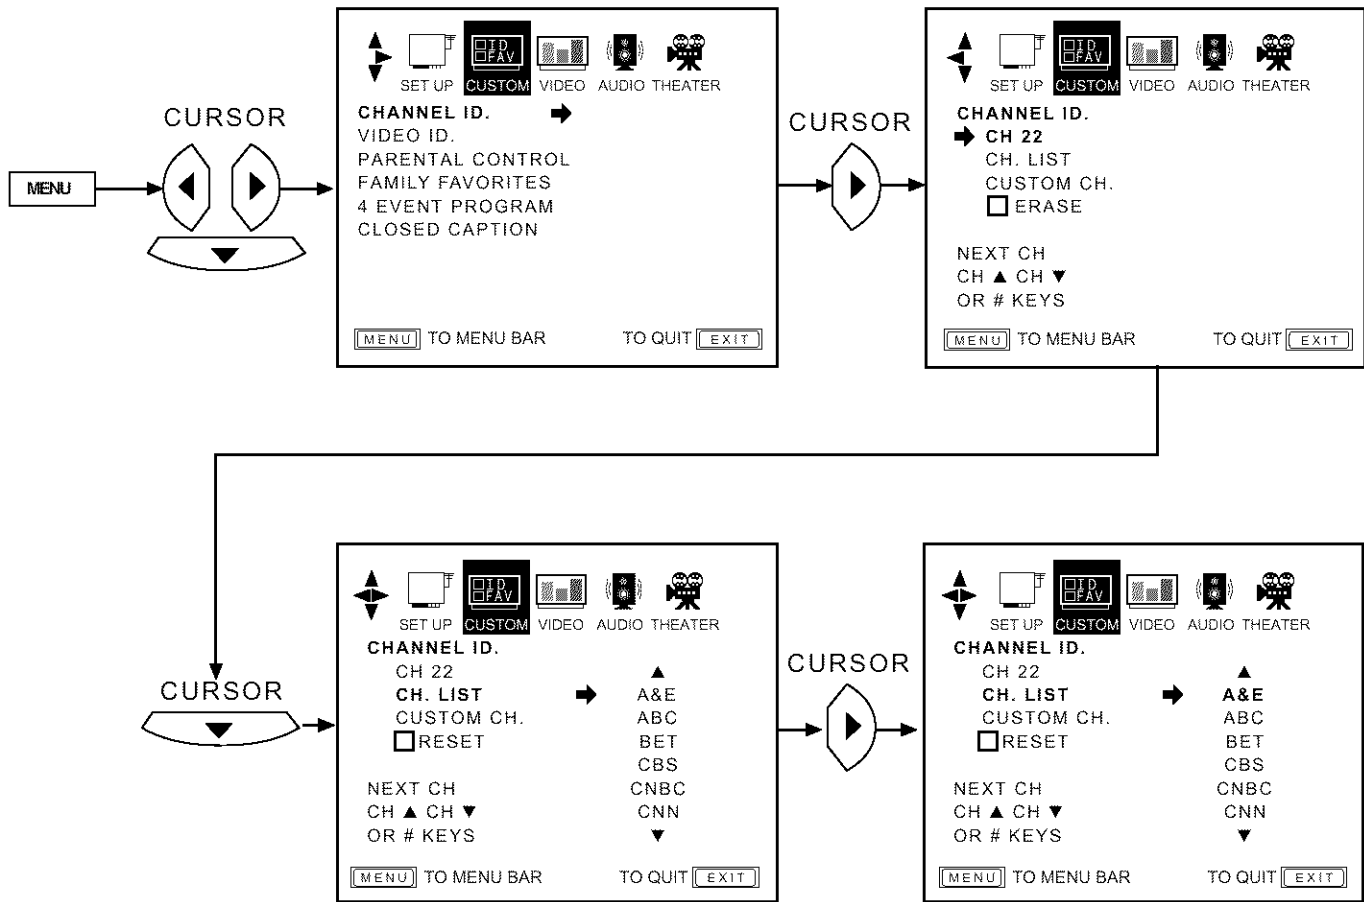 MENU
CURSOR
ID
FAV
SET UP CUSTOM VIDEO AUDIO THEATER
CHANNEL ID.
VIDEO ID.
PARENTAL CONTROL
FAMILY FAVORITES
4 EVENT PROGRAM
CLOSED CAPTION
MENU TO MENU BAR TO QUIT EXIT
CURSOR
ID
FAV
SET UP CUSTOM VIDEO AUDIO THEATER
CHANNEL ID.
CH 22
CH. LIST
CUSTOM CH.
ERASE
NEXT CH
CH ▲ CH ▼
OR # KEYS
MENU TO MENU BAR TO QUIT EXIT
CURSOR
ID
FAV
SET UP CUSTOM VIDEO AUDIO THEATER
CHANNEL ID.
CH 22
CH. LIST A&E
CUSTOM CH. ABC
RESET BET
CBS
NEXT CH CNBC
CH ▲ CH ▼ CNN
OR # KEYS
MENU TO MENU BAR TO QUIT EXIT
CURSOR
ID
FAV
SET UP CUSTOM VIDEO AUDIO THEATER
CHANNEL ID.
CH 22
CH. LIST A&E
CUSTOM CH. ABC
RESET BET
CBS
NEXT CH CNBC
CH ▲ CH ▼ CNN
OR # KEYS
MENU TO MENU BAR TO QUIT EXIT